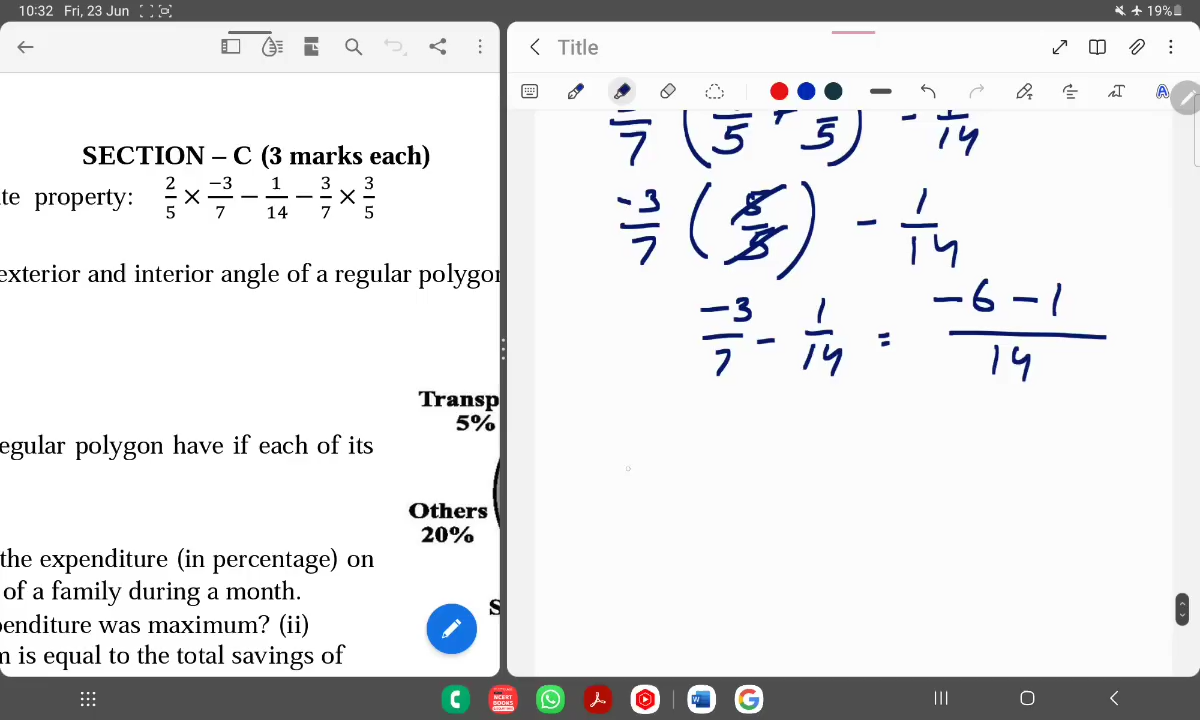 10:32 Fri, 23 Jun
19%
SECTION – C (3 marks each)
te property: 2/5 × -3/7 − 1/14 − 3/7 × 3/5
exterior and interior angle of a regular polygon
Transp
5%
egular polygon have if each of its
Others
20%
the expenditure (in percentage) on
of a family during a month.
penditure was maximum? (ii)
m is equal to the total savings of
Title
-3/7 (5/5) - 1/14
-3/7 - 1/14 = -6-1/14